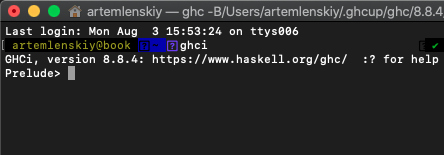 artemlenskiy — ghc -B/Users/artemlenskiy/.ghcup/ghc/8.8.4
Last login: Mon Aug  3 15:53:24 on ttys006
artemlenskiy@book ghci ✔
GHCi, version 8.8.4: https://www.haskell.org/ghc/  :? for help
Prelude>